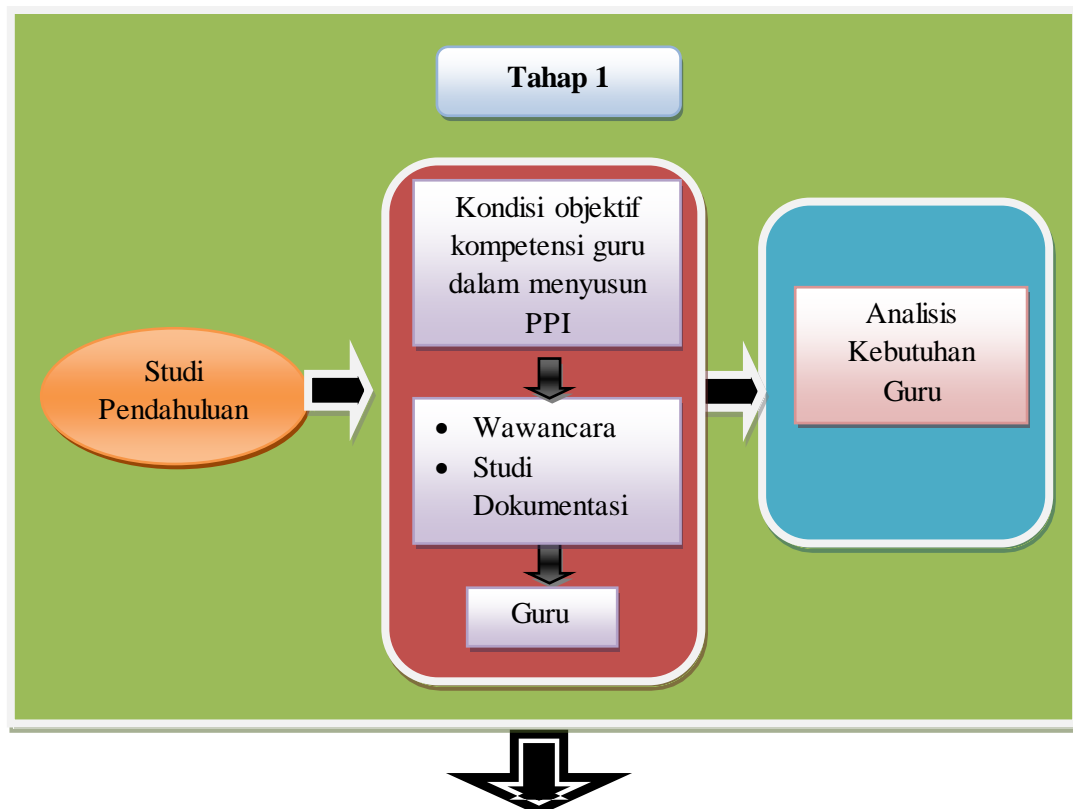 Tahap 1
Studi
Pendahuluan
Kondisi objektif
kompetensi guru
dalam menyusun
PPI
• Wawancara
• Studi
Dokumentasi
Guru
Analisis
Kebutuhan
Guru